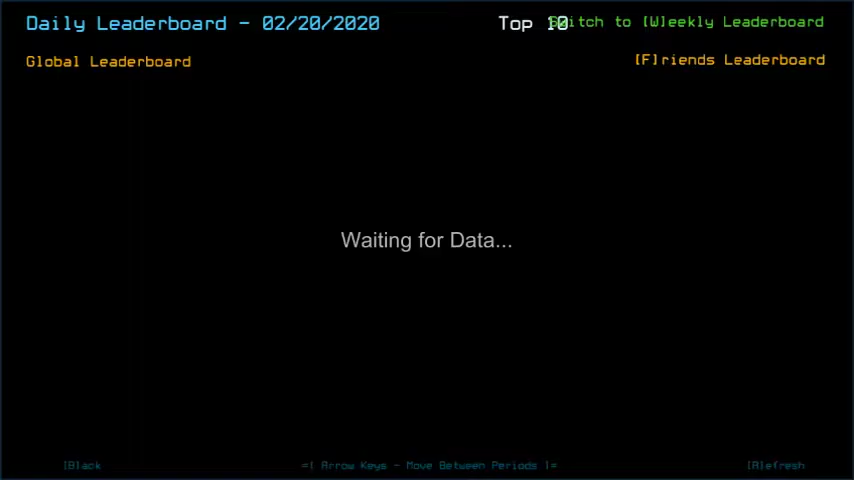 Daily Leaderboard - 02/20/2020
Top 10
Switch to [W]eekly Leaderboard
Global Leaderboard
[F]riends Leaderboard
Waiting for Data...
[B]ack
=[ Arrow Keys - Move Between Periods ]=
[R]efresh